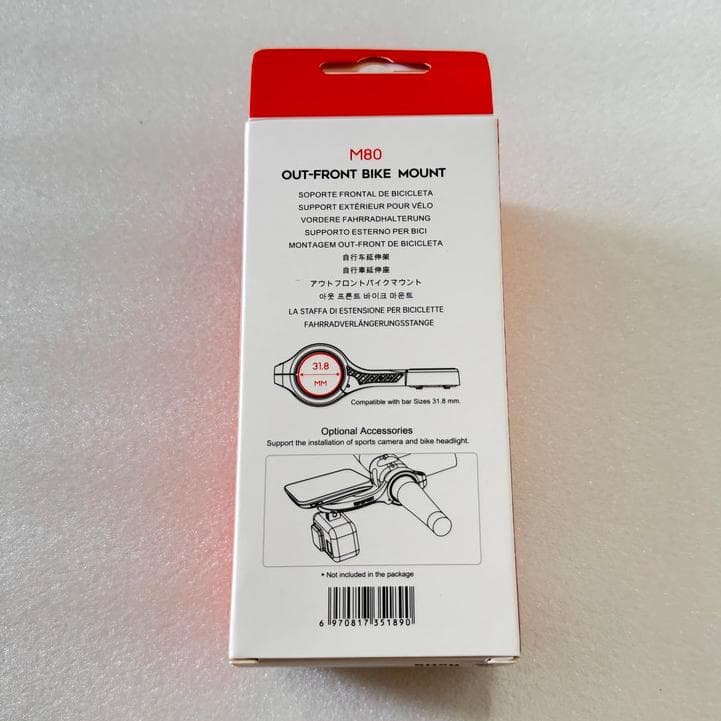 M80
OUT-FRONT BIKE MOUNT
SOPORTE FRONTAL DE BICICLETA
SUPPORT EXTÉRIEUR POUR VÉLO
VORDERE FAHRRADHALTERUNG
SUPPORTO ESTERNO PER BICI
MONTAGEM OUT-FRONT DE BICICLETA
自行车延伸架
自行車延伸座
アウトフロントバイクマウント
아웃 프론트 바이크 마운트
LA STAFFA DI ESTENSIONE PER BICICLETTE
FAHRRADVERLÄNGERUNGSSTANGE
31.8
MM
Compatible with bar Sizes 31.8 mm.
Optional Accessories
Support the installation of sports camera and bike headlight.
• Not included in the package
6 970817 351890